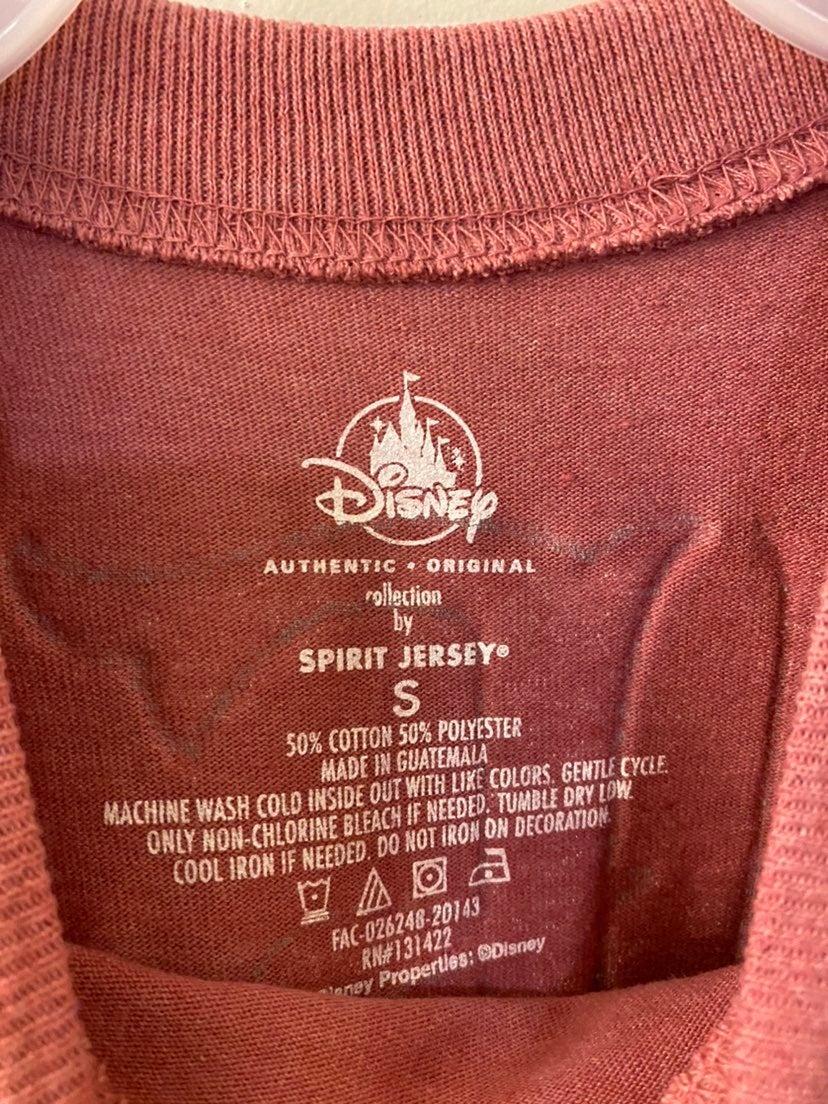 Disney
AUTHENTIC • ORIGINAL
collection
by
SPIRIT JERSEY®
S
50% COTTON 50% POLYESTER
MADE IN GUATEMALA
MACHINE WASH COLD INSIDE OUT WITH LIKE COLORS. GENTLE CYCLE.
ONLY NON-CHLORINE BLEACH IF NEEDED. TUMBLE DRY LOW.
COOL IRON IF NEEDED. DO NOT IRON ON DECORATION.
FAC-026248-20143
RN#131422
Disney Properties: ©Disney